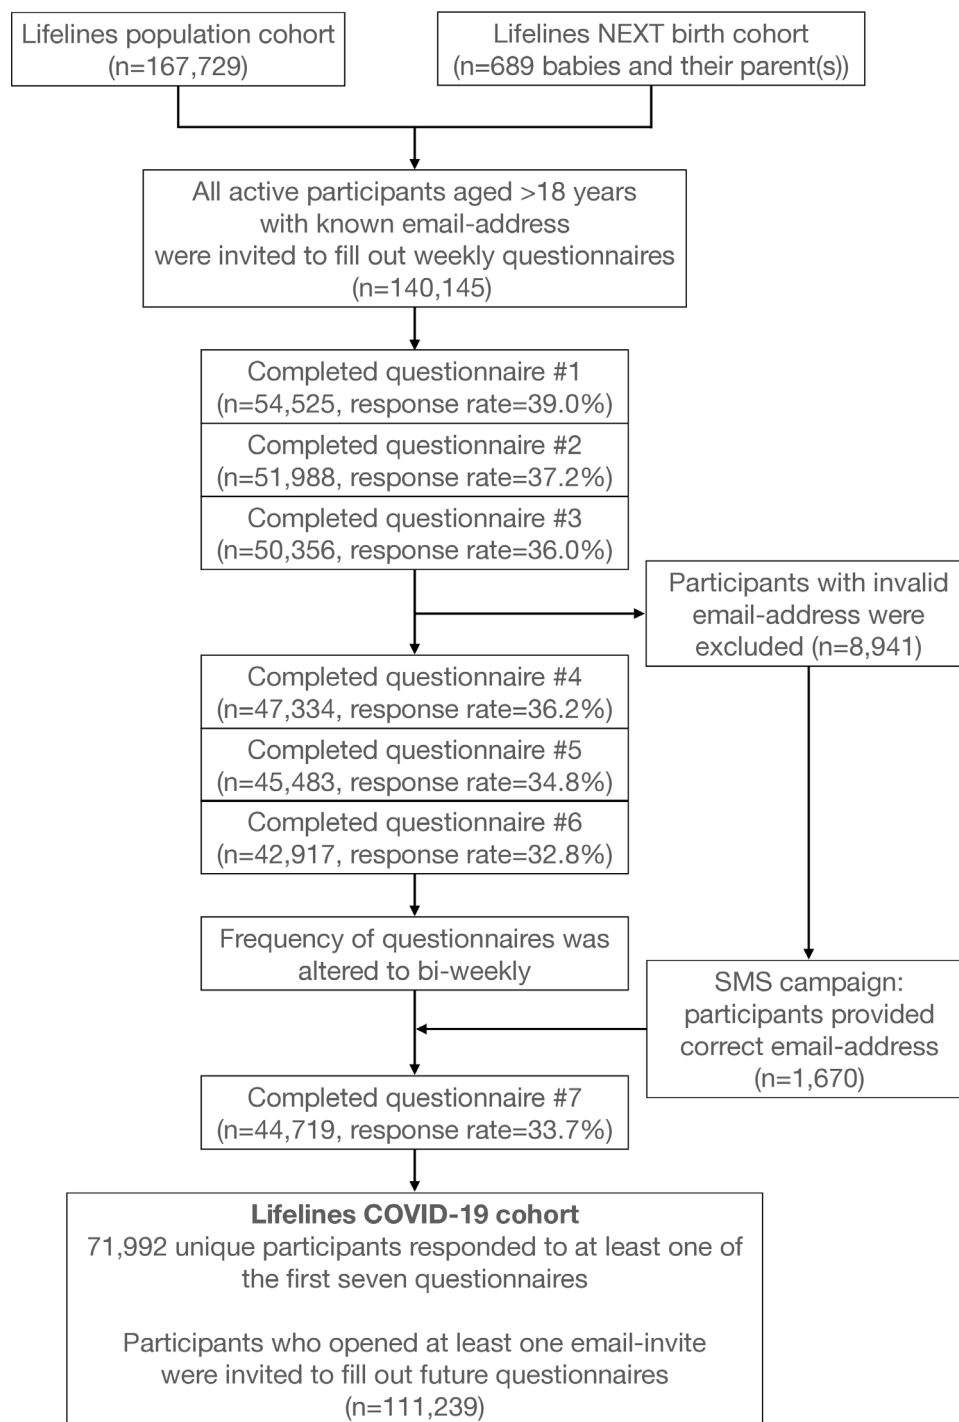 Lifelines population cohort
(n=167,729)
Lifelines NEXT birth cohort
(n=689 babies and their parent(s))
All active participants aged >18 years
with known email-address
were invited to fill out weekly questionnaires
(n=140,145)
Completed questionnaire #1
(n=54,525, response rate=39.0%)
Completed questionnaire #2
(n=51,988, response rate=37.2%)
Completed questionnaire #3
(n=50,356, response rate=36.0%)
Participants with invalid
email-address were
excluded (n=8,941)
Completed questionnaire #4
(n=47,334, response rate=36.2%)
Completed questionnaire #5
(n=45,483, response rate=34.8%)
Completed questionnaire #6
(n=42,917, response rate=32.8%)
Frequency of questionnaires was
altered to bi-weekly
SMS campaign:
participants provided
correct email-address
(n=1,670)
Completed questionnaire #7
(n=44,719, response rate=33.7%)
Lifelines COVID-19 cohort
71,992 unique participants responded to at least one of
the first seven questionnaires
Participants who opened at least one email-invite
were invited to fill out future questionnaires
(n=111,239)